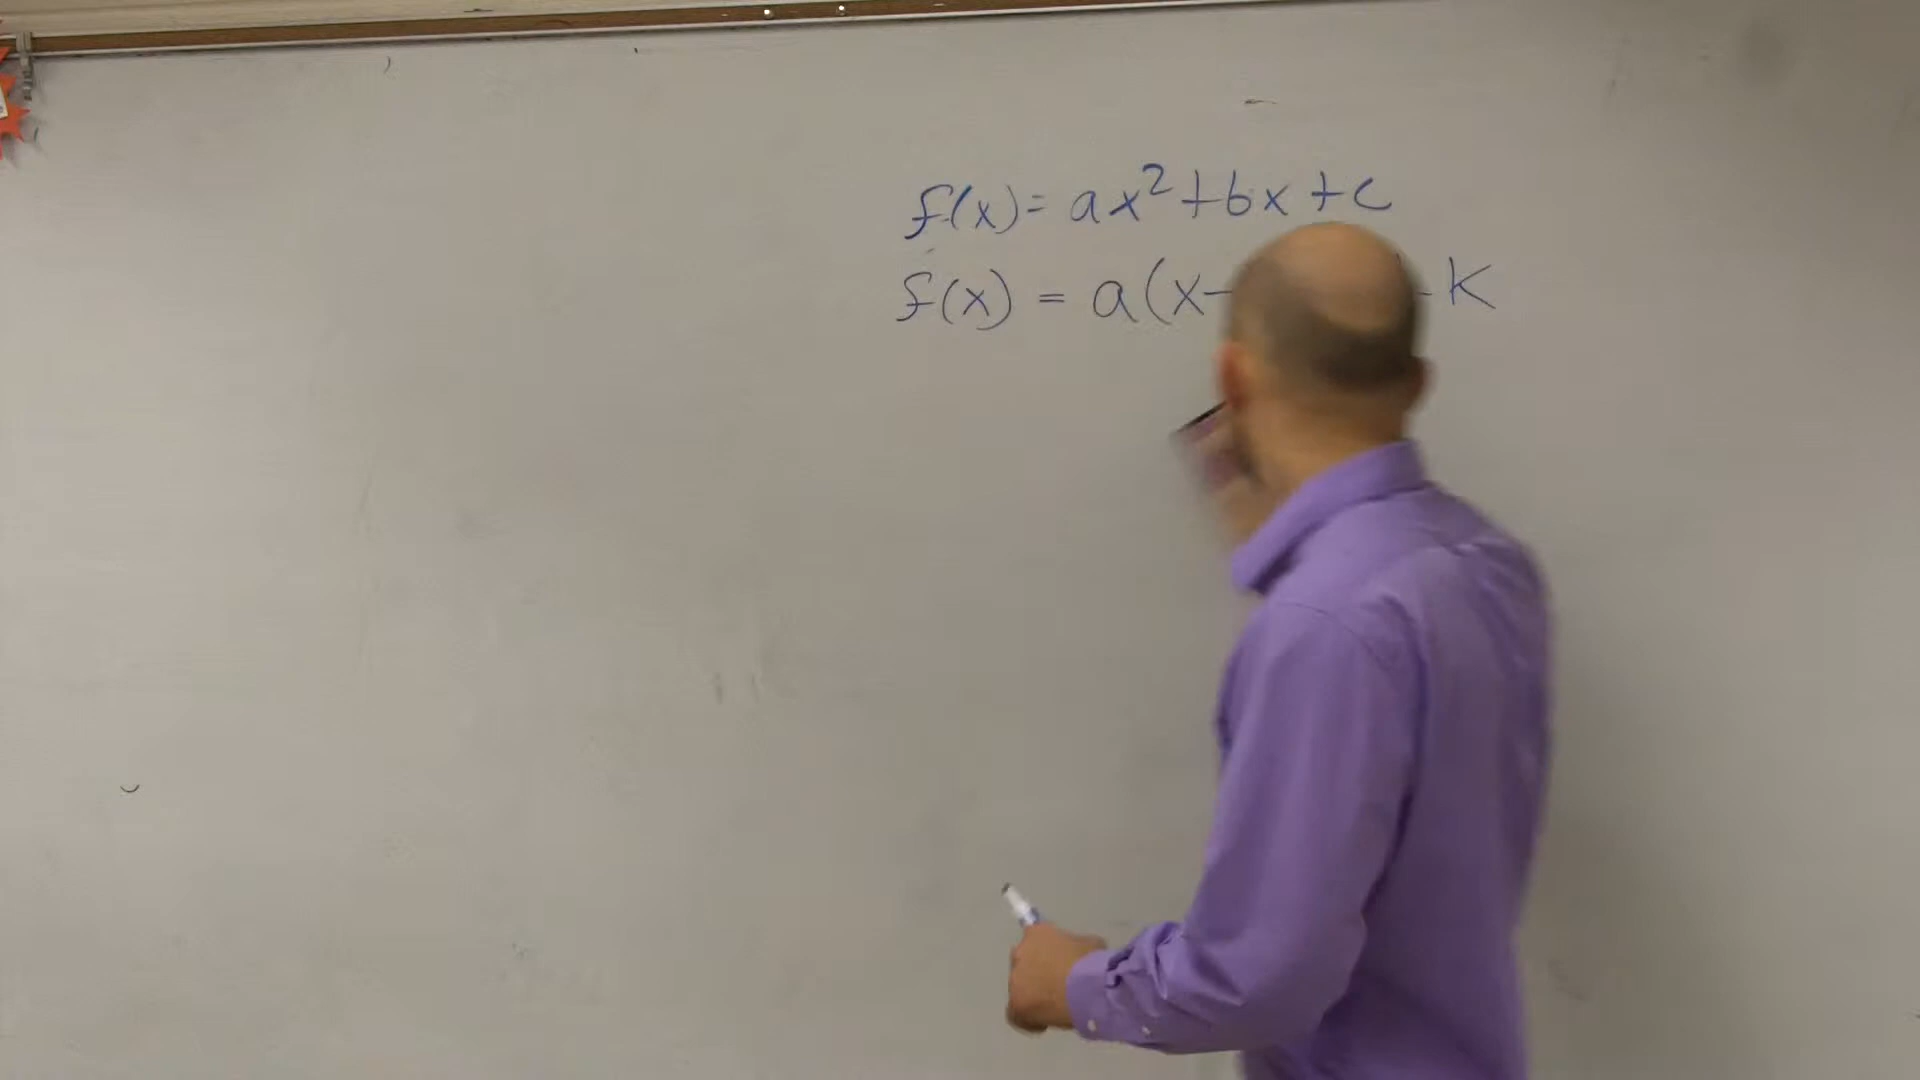 f(x) = ax²+bx+c
f(x) = a(x- k